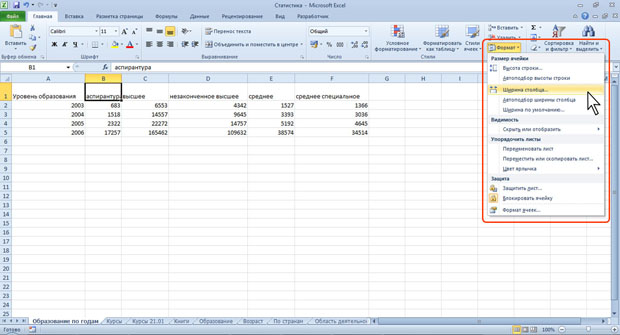 Статистика - Microsoft Excel
Файл Главная Вставка Разметка страницы Формулы Данные Рецензирование Вид Разработчик
Вставить
Calibri 11
Ж К Ч
Перенос текста
Объединить и поместить в центре
Общий
Условное форматирование
Форматировать как таблицу
Стили ячеек
Вставить
Удалить
Формат
Сортировка и фильтр
Найти и выделить
Буфер обмена Шрифт Выравнивание Число
B1 fx аспирантура
A B C D E F G H I
Уровень образования аспирантура высшее незаконченное высшее среднее среднее специальное
2003 683 6553 4342 1527 1366
2004 1518 14557 9645 3393 3036
2005 2322 22272 14757 5192 4645
2006 17257 165462 109632 38574 34514
1
2
3
4
5
6
7
8
9
10
11
12
13
14
15
16
17
18
19
20
21
22
23
24
25
Размер ячейки
Высота строки...
Автоподбор высоты строки
Ширина столбца...
Автоподбор ширины столбца
Ширина по умолчанию...
Видимость
Скрыть или отобразить
Упорядочить листы
Переименовать лист
Переместить или скопировать лист...
Цвет ярлычка
Защита
Защитить лист...
Блокировать ячейку
Формат ячеек...
Образование по годам Курсы Курсы 21.01 Книги Образование Возраст По странам Область деятельно
Готово
100%